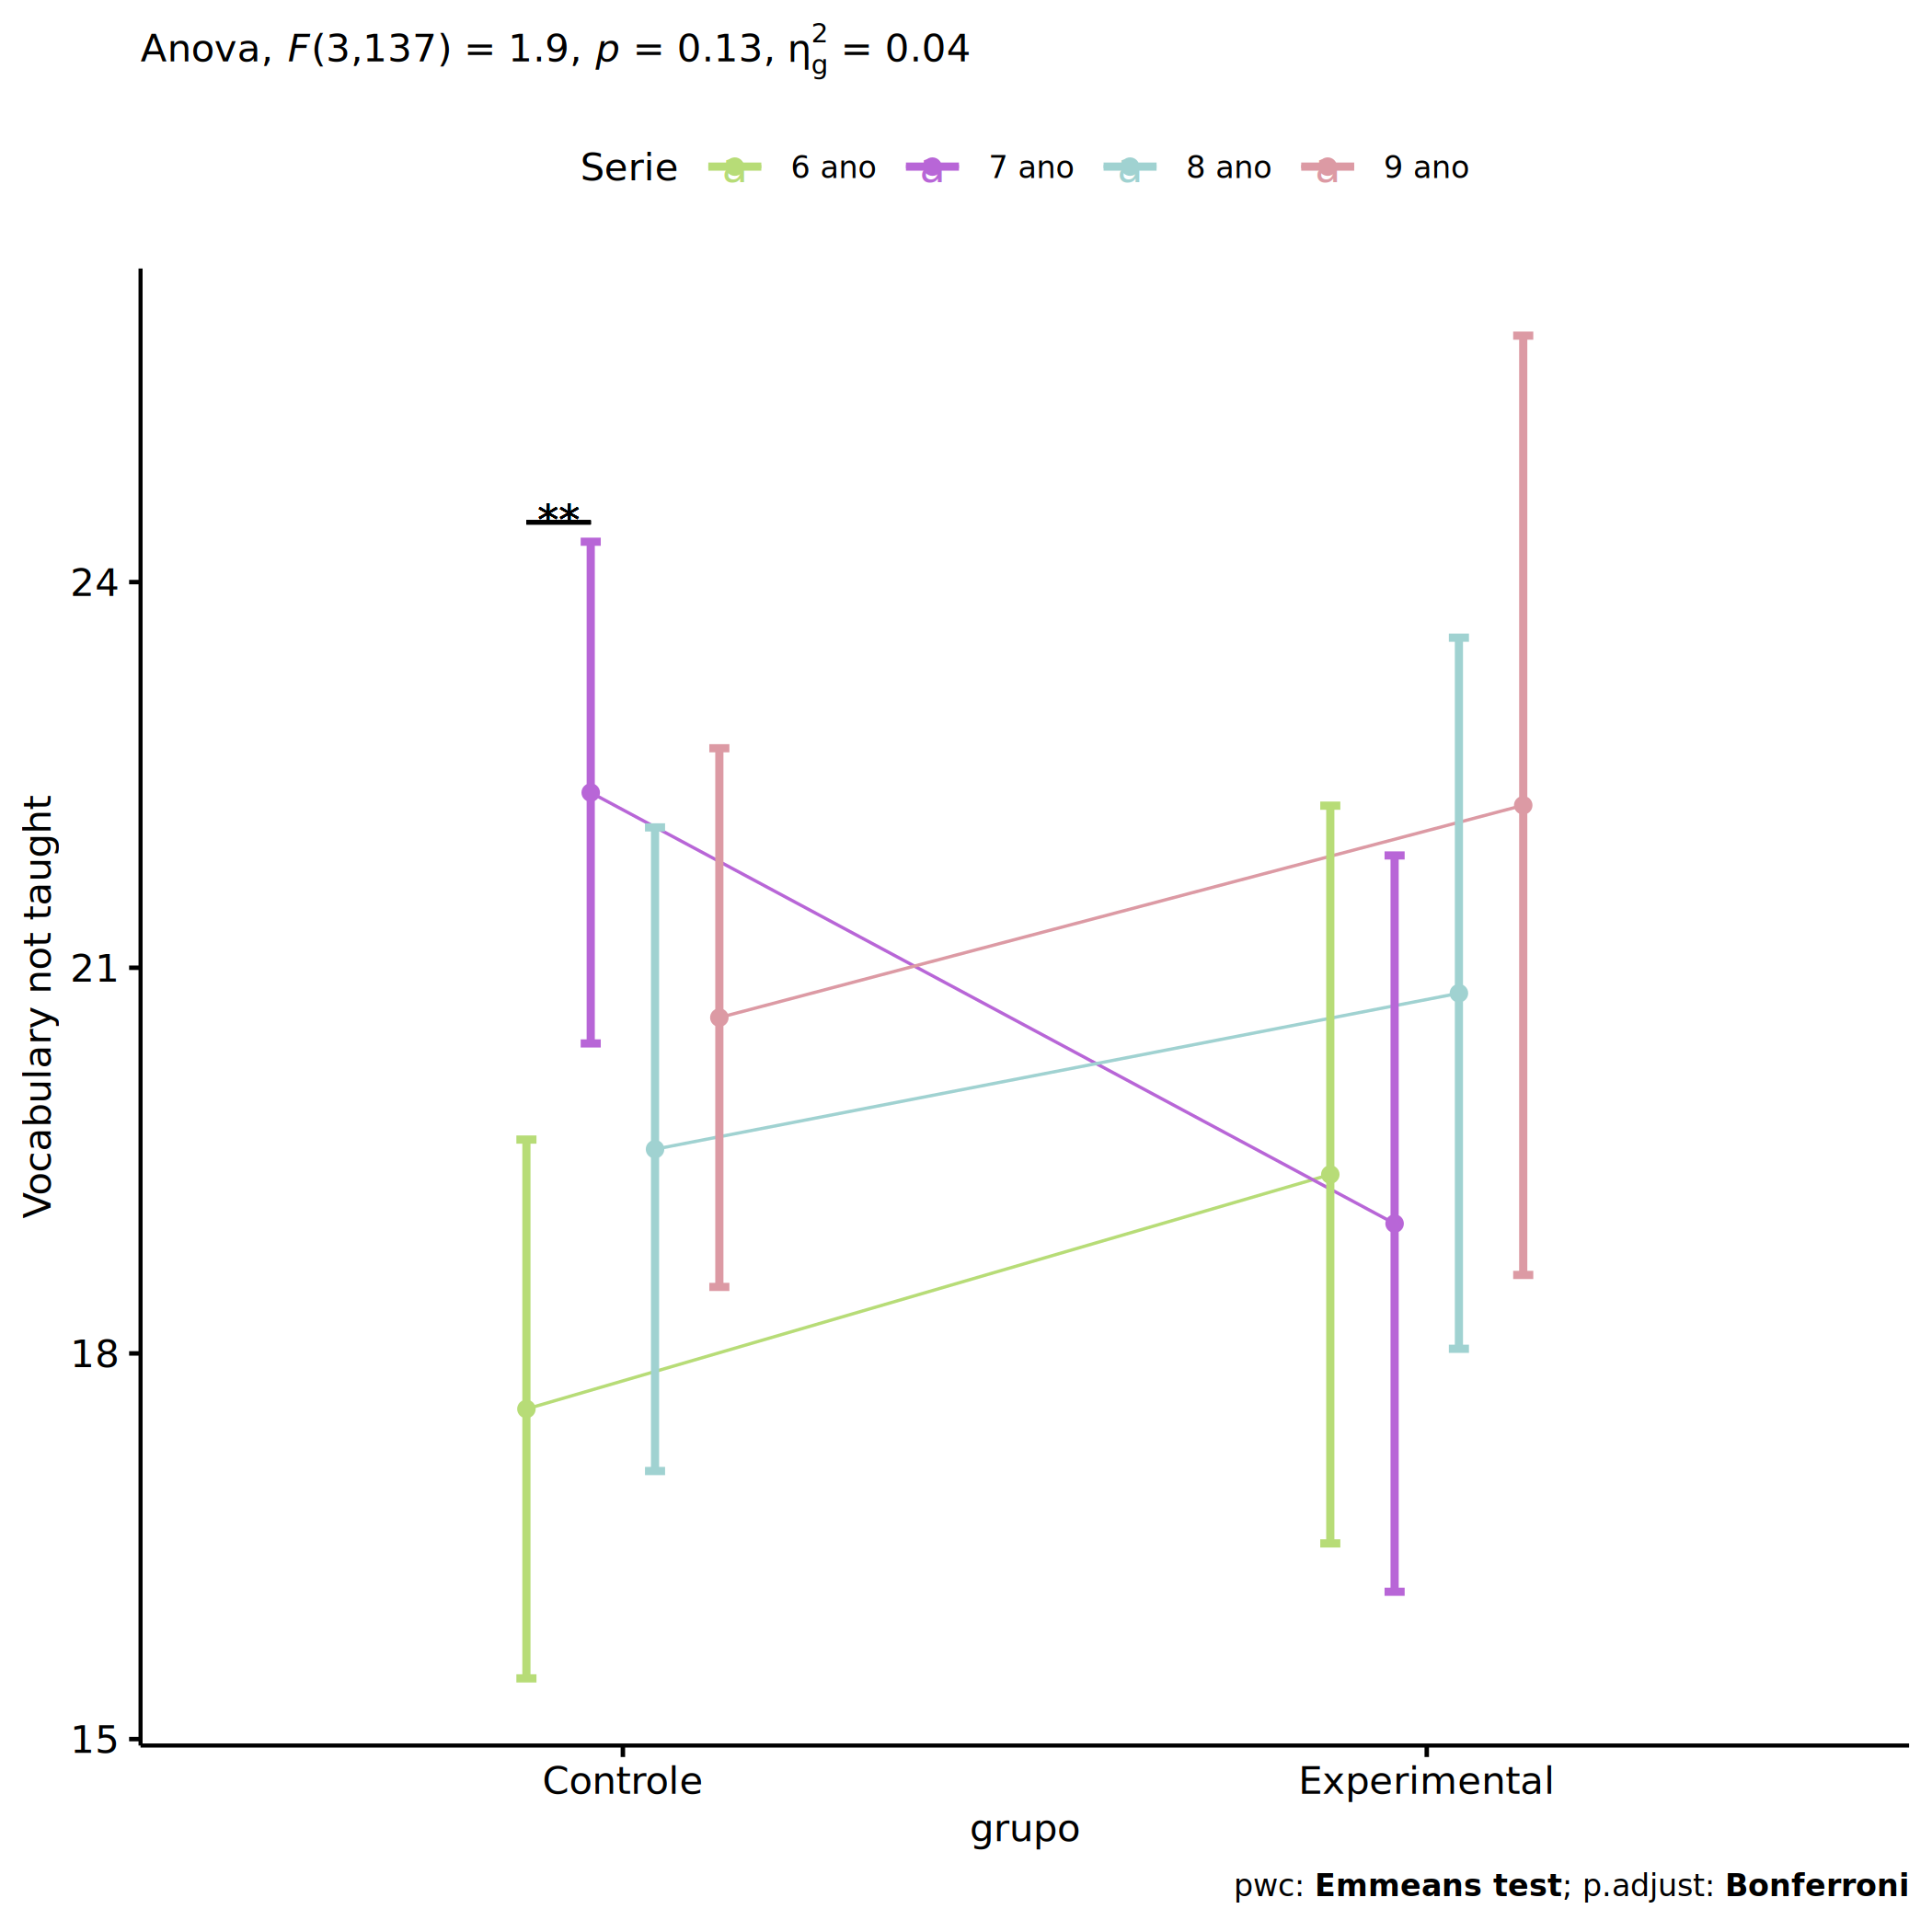 Anova, F(3,137) = 1.9, p = 0.13, η²g = 0.04
Serie a 6 ano a 7 ano a 8 ano a 9 ano
**
24
21
18
15
Vocabulary not taught
Controle Experimental
grupo
pwc: Emmeans test; p.adjust: Bonferroni